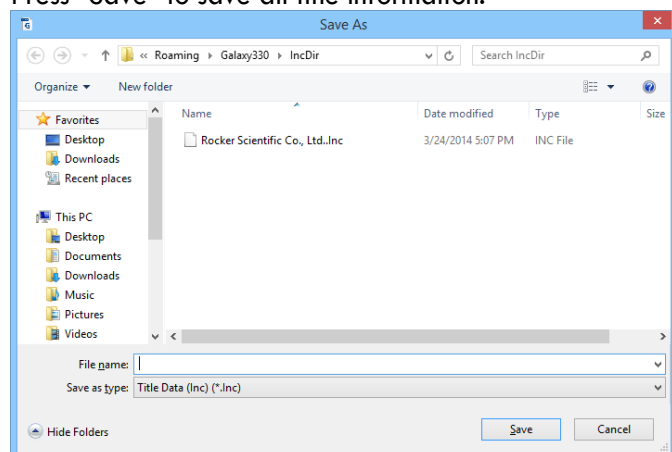 Press "Save" to save all title information.
Save As
« Roaming Galaxy330 IncDir
Search IncDir
Organize New folder
Name Date modified Type Size
Rocker Scientific Co., Ltd..Inc 3/24/2014 5:07 PM INC File
Favorites
Desktop
Downloads
Recent places
This PC
Desktop
Documents
Downloads
Music
Pictures
Videos
File name:
Save as type: Title Data (Inc) (*.Inc)
Hide Folders
Save Cancel